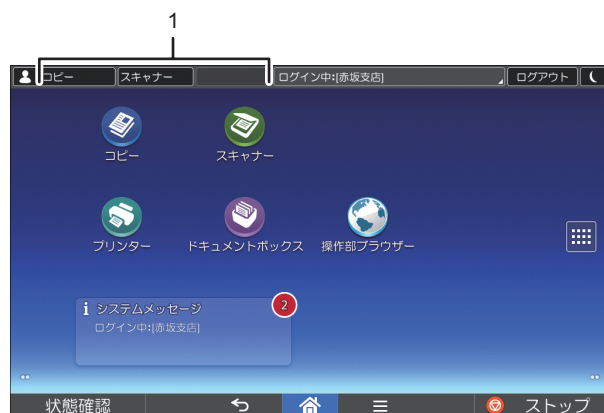 1
コピー
スキャナー
ログイン中:[赤坂支店]
ログアウト
コピー
スキャナー
プリンター
ドキュメントボックス
操作部ブラウザー
i システムメッセージ
2
ログイン中:[赤坂支店]
状態確認
ストップ